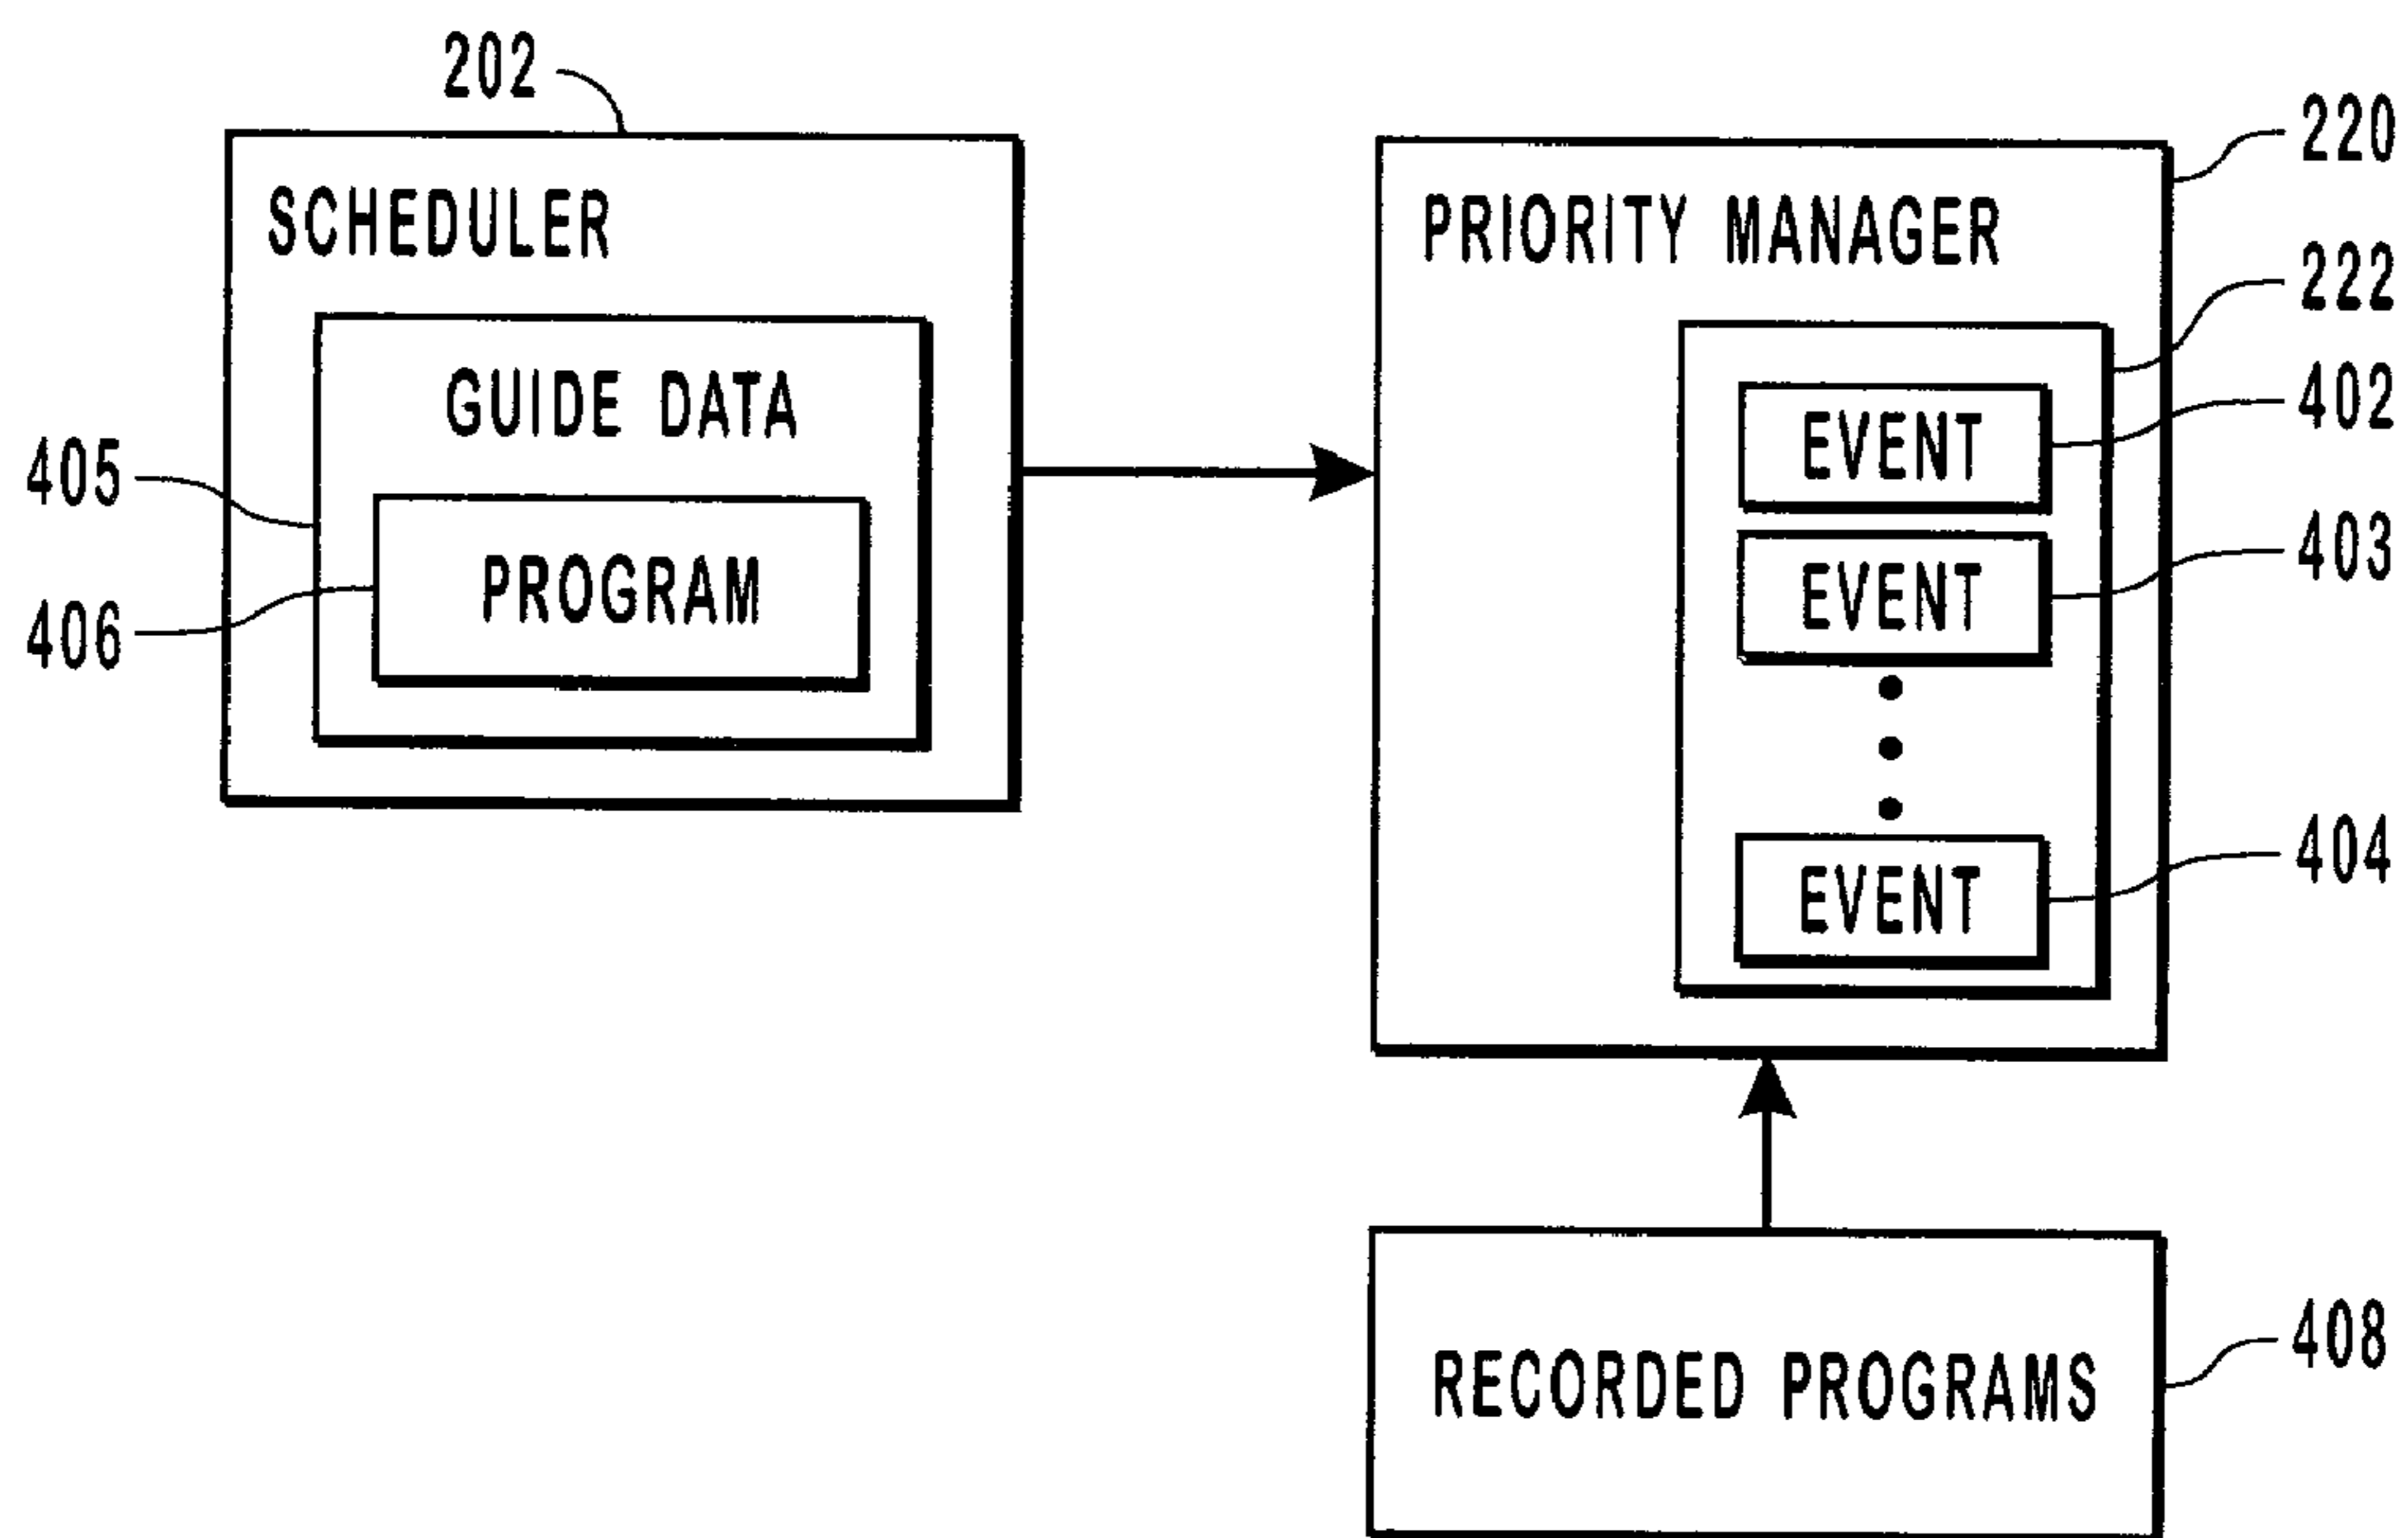 202
SCHEDULER
GUIDE DATA
405
PROGRAM
406
220
PRIORITY MANAGER
222
402
EVENT
403
EVENT
404
EVENT
408
RECORDED PROGRAMS